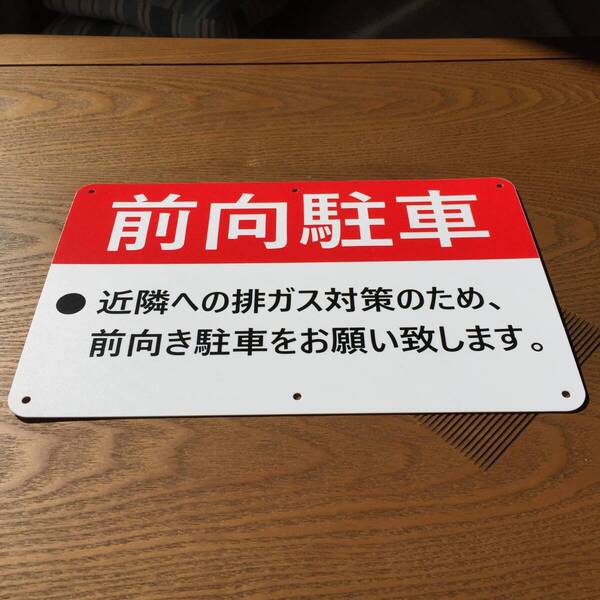 前向駐車
●近隣への排ガス対策のため、
前向き駐車をお願い致します。